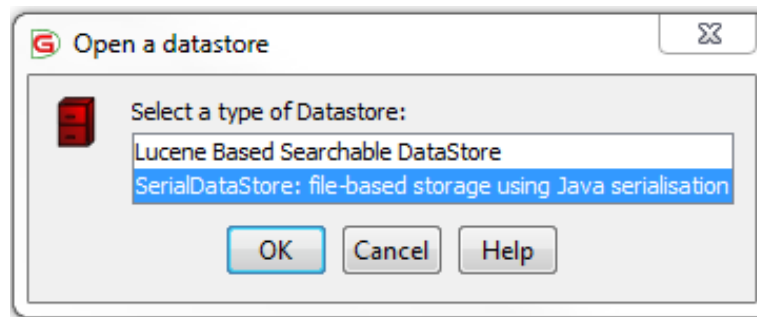 Open a datastore
Select a type of Datastore:
Lucene Based Searchable DataStore
SerialDataStore: file-based storage using Java serialisation
OK Cancel Help